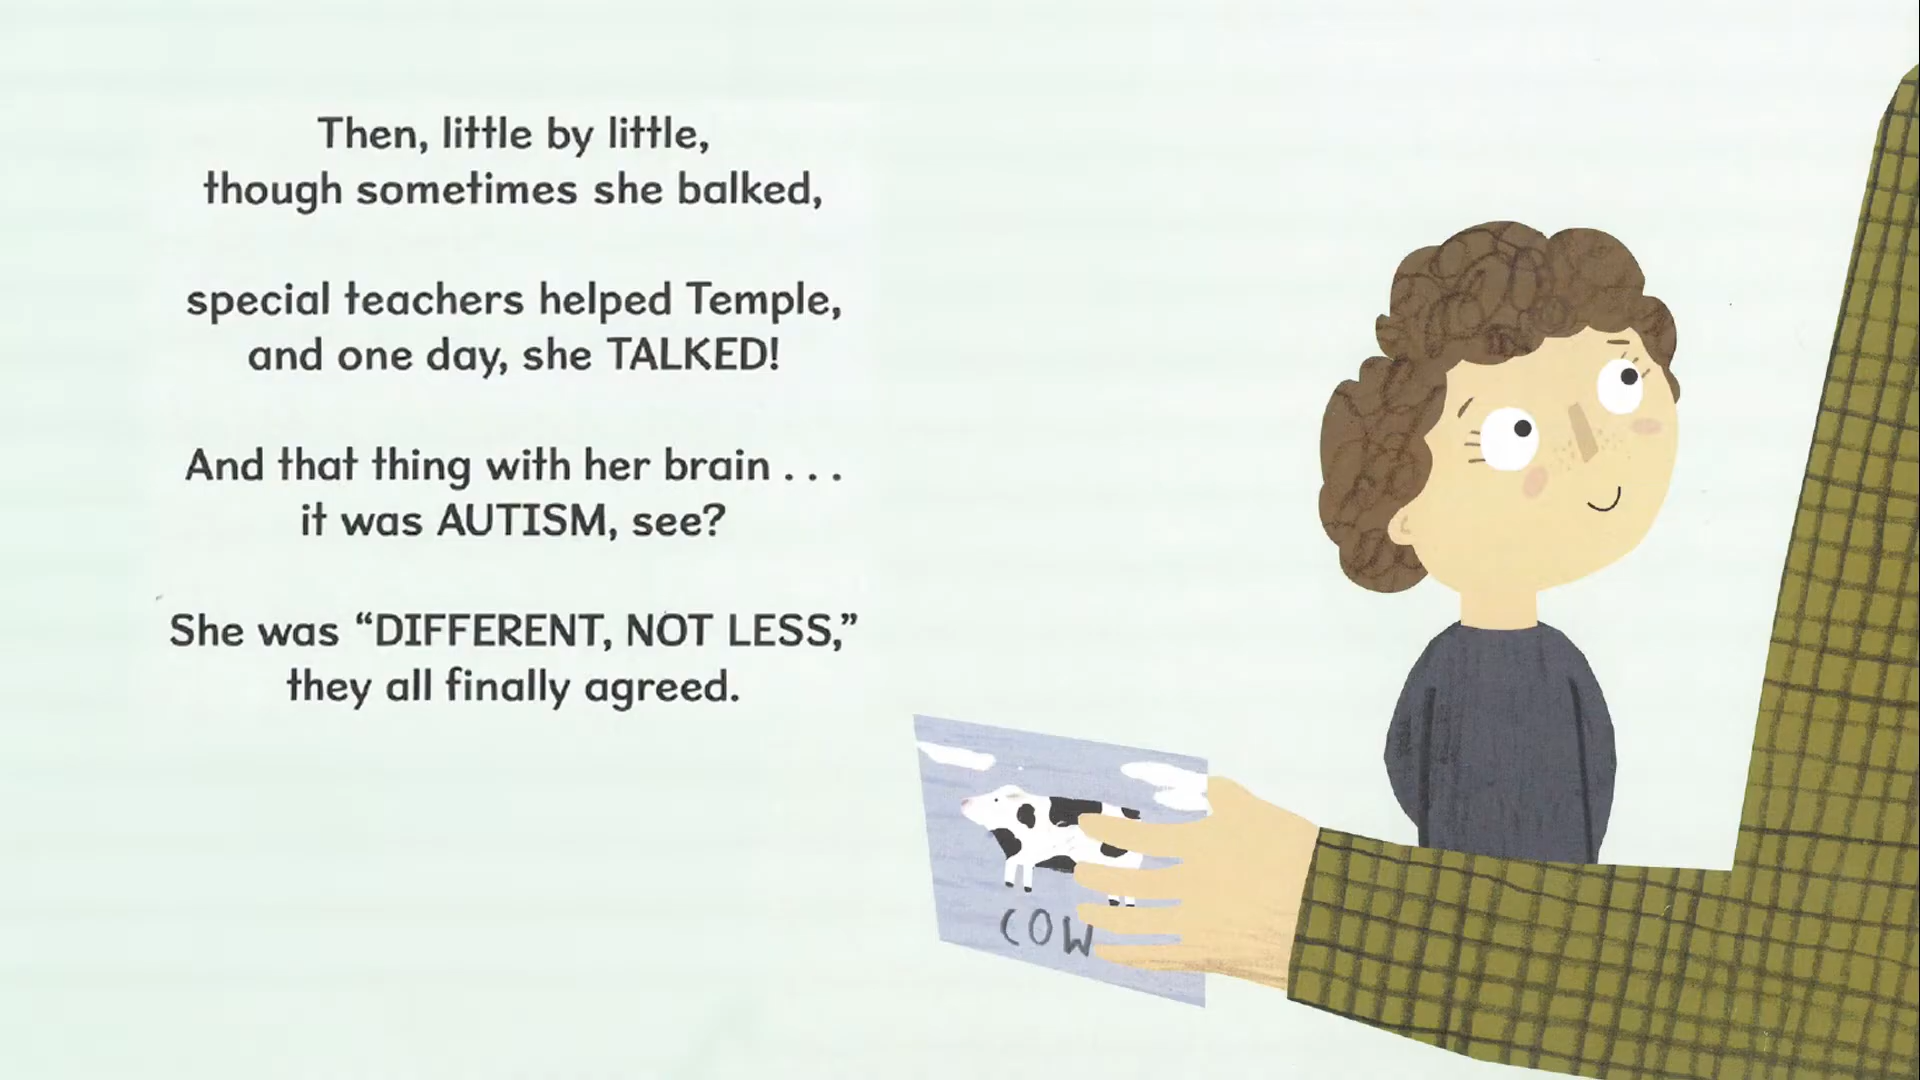 Then, little by little,
though sometimes she balked,
special teachers helped Temple,
and one day, she TALKED!
And that thing with her brain . . .
it was AUTISM, see?
She was “DIFFERENT, NOT LESS,”
they all finally agreed.
COW